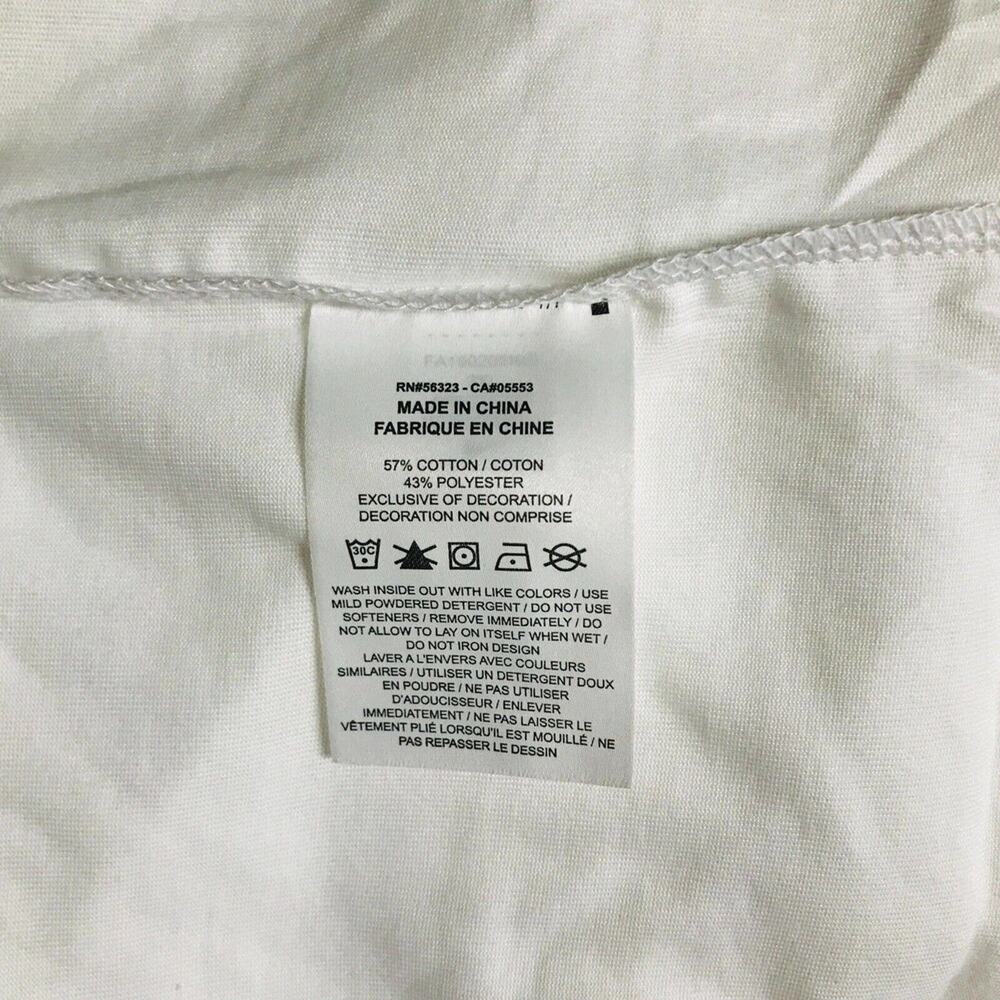 RN#56323 - CA#05553
MADE IN CHINA
FABRIQUE EN CHINE
57% COTTON / COTON
43% POLYESTER
EXCLUSIVE OF DECORATION /
DECORATION NON COMPRISE
30C
WASH INSIDE OUT WITH LIKE COLORS / USE
MILD POWDERED DETERGENT / DO NOT USE
SOFTENERS / REMOVE IMMEDIATELY / DO
NOT ALLOW TO LAY ON ITSELF WHEN WET /
DO NOT IRON DESIGN
LAVER A L'ENVERS AVEC COULEURS
SIMILAIRES / UTILISER UN DETERGENT DOUX
EN POUDRE / NE PAS UTILISER
D'ADOUCISSEUR / ENLEVER
IMMEDIATEMENT / NE PAS LAISSER LE
VÊTEMENT PLIÉ LORSQU'IL EST MOUILLÉ / NE
PAS REPASSER LE DESSIN